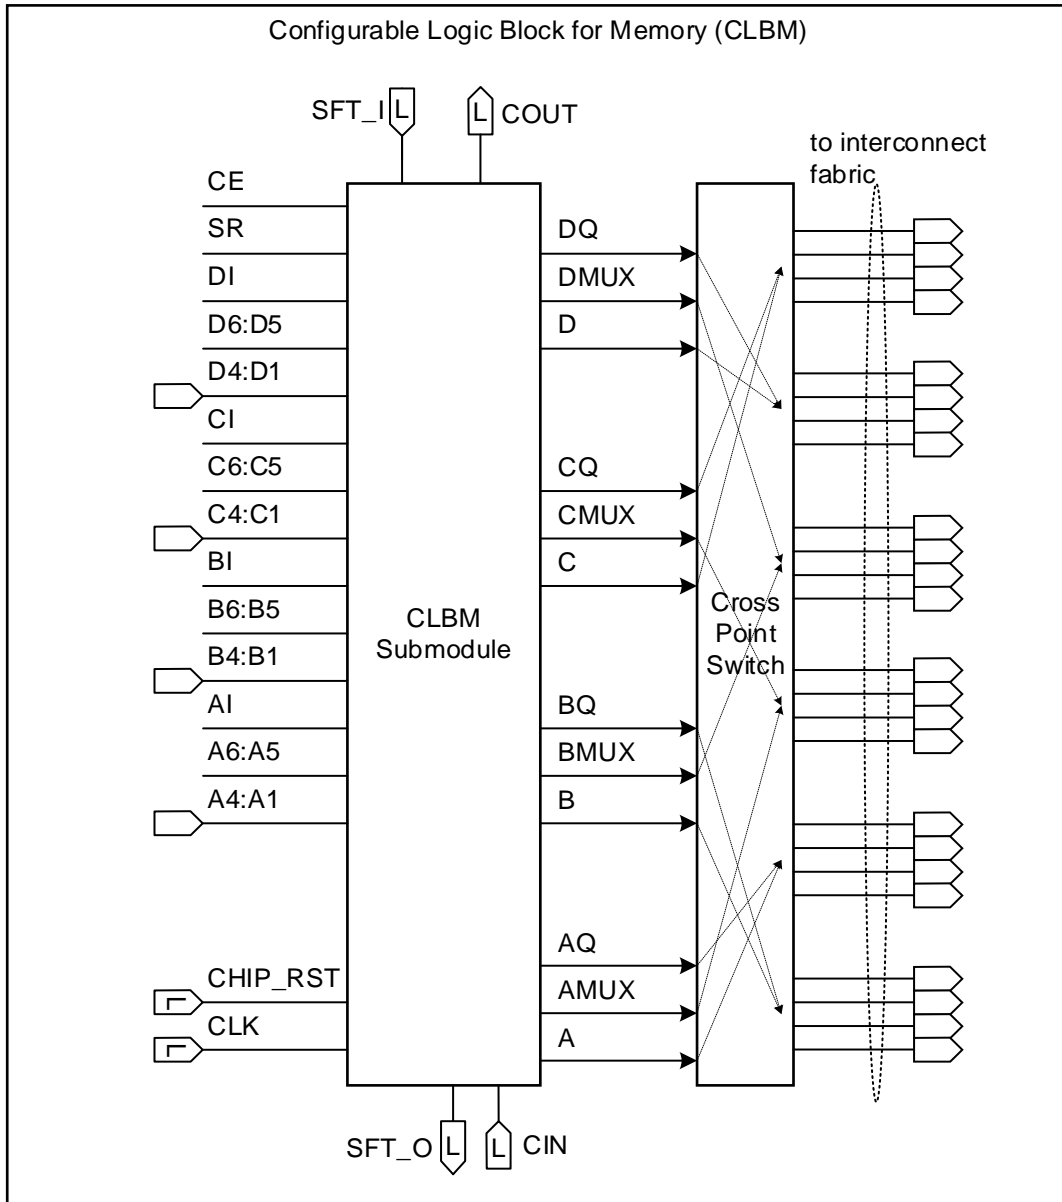 Configurable Logic Block for Memory (CLBM)
SFT_I
L
L
COUT
to interconnect
fabric
CE
SR
DI
D6:D5
D4:D1
CI
C6:C5
C4:C1
BI
B6:B5
B4:B1
AI
A6:A5
A4:A1
CHIP_RST
L
CLK
L
CLBM
Submodule
DQ
DMUX
D
CQ
CMUX
C
BQ
BMUX
B
AQ
AMUX
A
Cross
Point
Switch
SFT_O
L
L
CIN